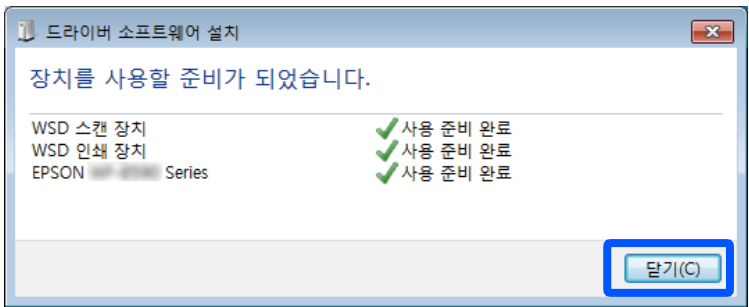 드라이버 소프트웨어 설치
장치를 사용할 준비가 되었습니다.
WSD 스캔 장치 사용 준비 완료
WSD 인쇄 장치 사용 준비 완료
EPSON Series 사용 준비 완료
닫기(C)